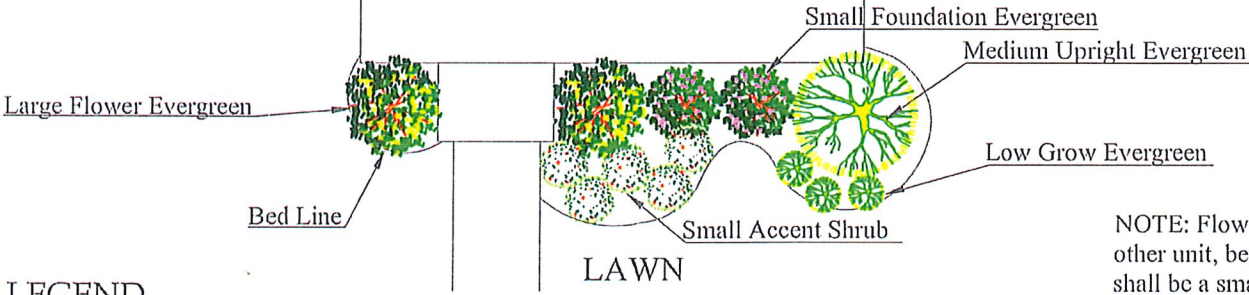 Small Foundation Evergreen
Medium Upright Evergreen
Large Flower Evergreen
Low Grow Evergreen
Bed Line
Small Accent Shrub
NOTE: Flow
other unit, be
shall be a sma
LAWN
LEGEND